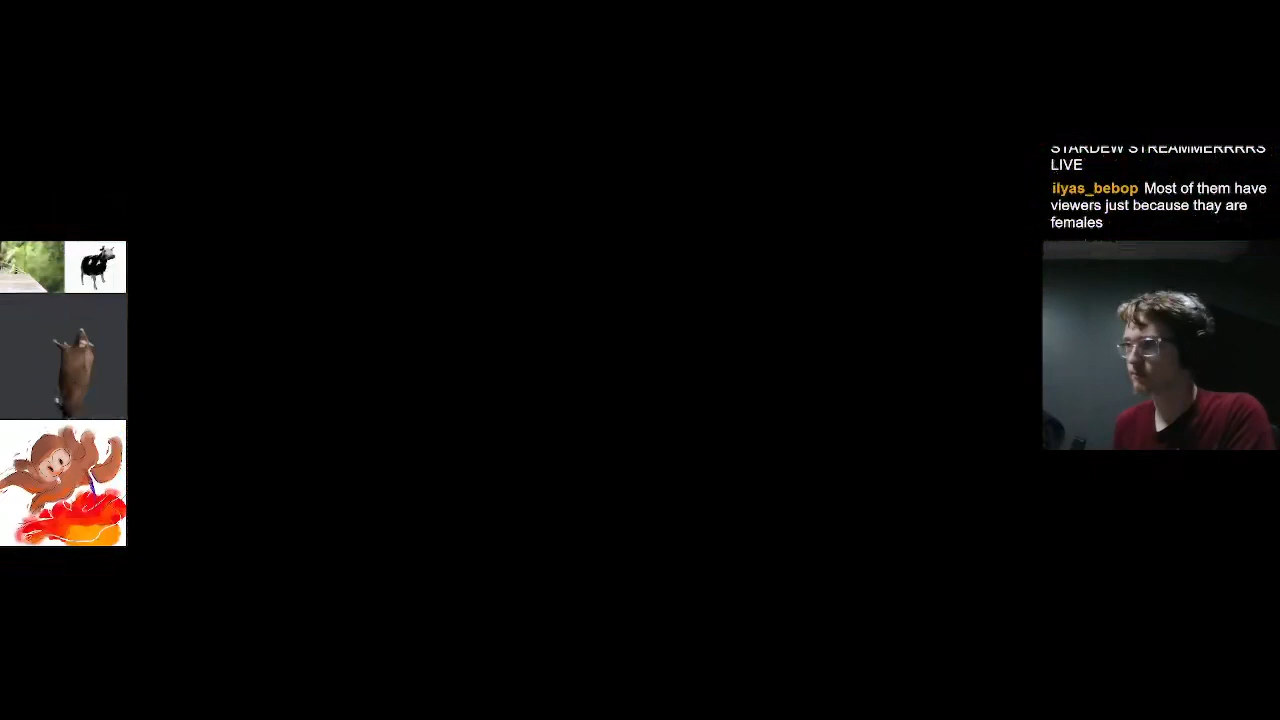 STARDEW STREAMMERRRRS
LIVE
ilyas_bebop Most of them have
viewers just because thay are
females